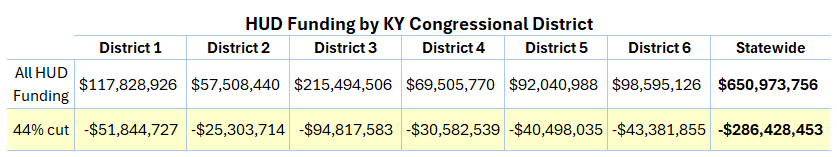 HUD Funding by KY Congressional District
District 1 District 2 District 3 District 4 District 5 District 6 Statewide
All HUD
Funding $117,828,926 $57,508,440 $215,494,506 $69,505,770 $92,040,988 $98,595,126 $650,973,756
44% cut -$51,844,727 -$25,303,714 -$94,817,583 -$30,582,539 -$40,498,035 -$43,381,855 -$286,428,453